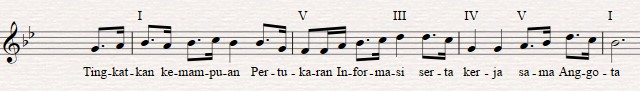 I V III IV V I
Ting-kat-kan ke-mam-pu-an Per-tu-ka-ran In-for-ma-si ser-ta ker-ja sa-ma Ang-go-ta